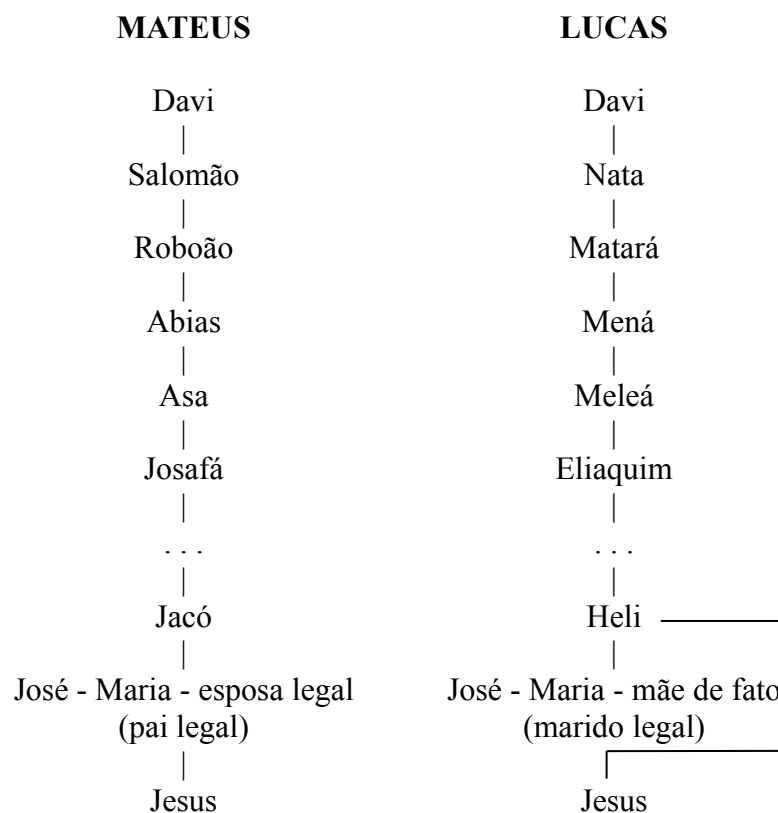 MATEUS
Davi
Salomão
Roboão
Abias
Asa
Josafá
. . .
Jacó
José - Maria - esposa legal
(pai legal)
Jesus
LUCAS
Davi
Nata
Matará
Mená
Meleá
Eliaquim
. . .
Heli
José - Maria - mãe de fato
(marido legal)
Jesus